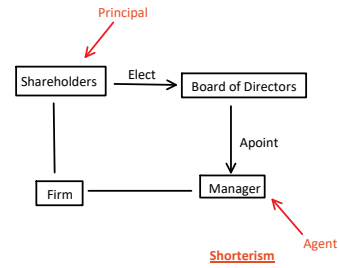 Principal
Shareholders
Elect
Board of Directors
Apoint
Firm
Manager
Agent
Shorterism